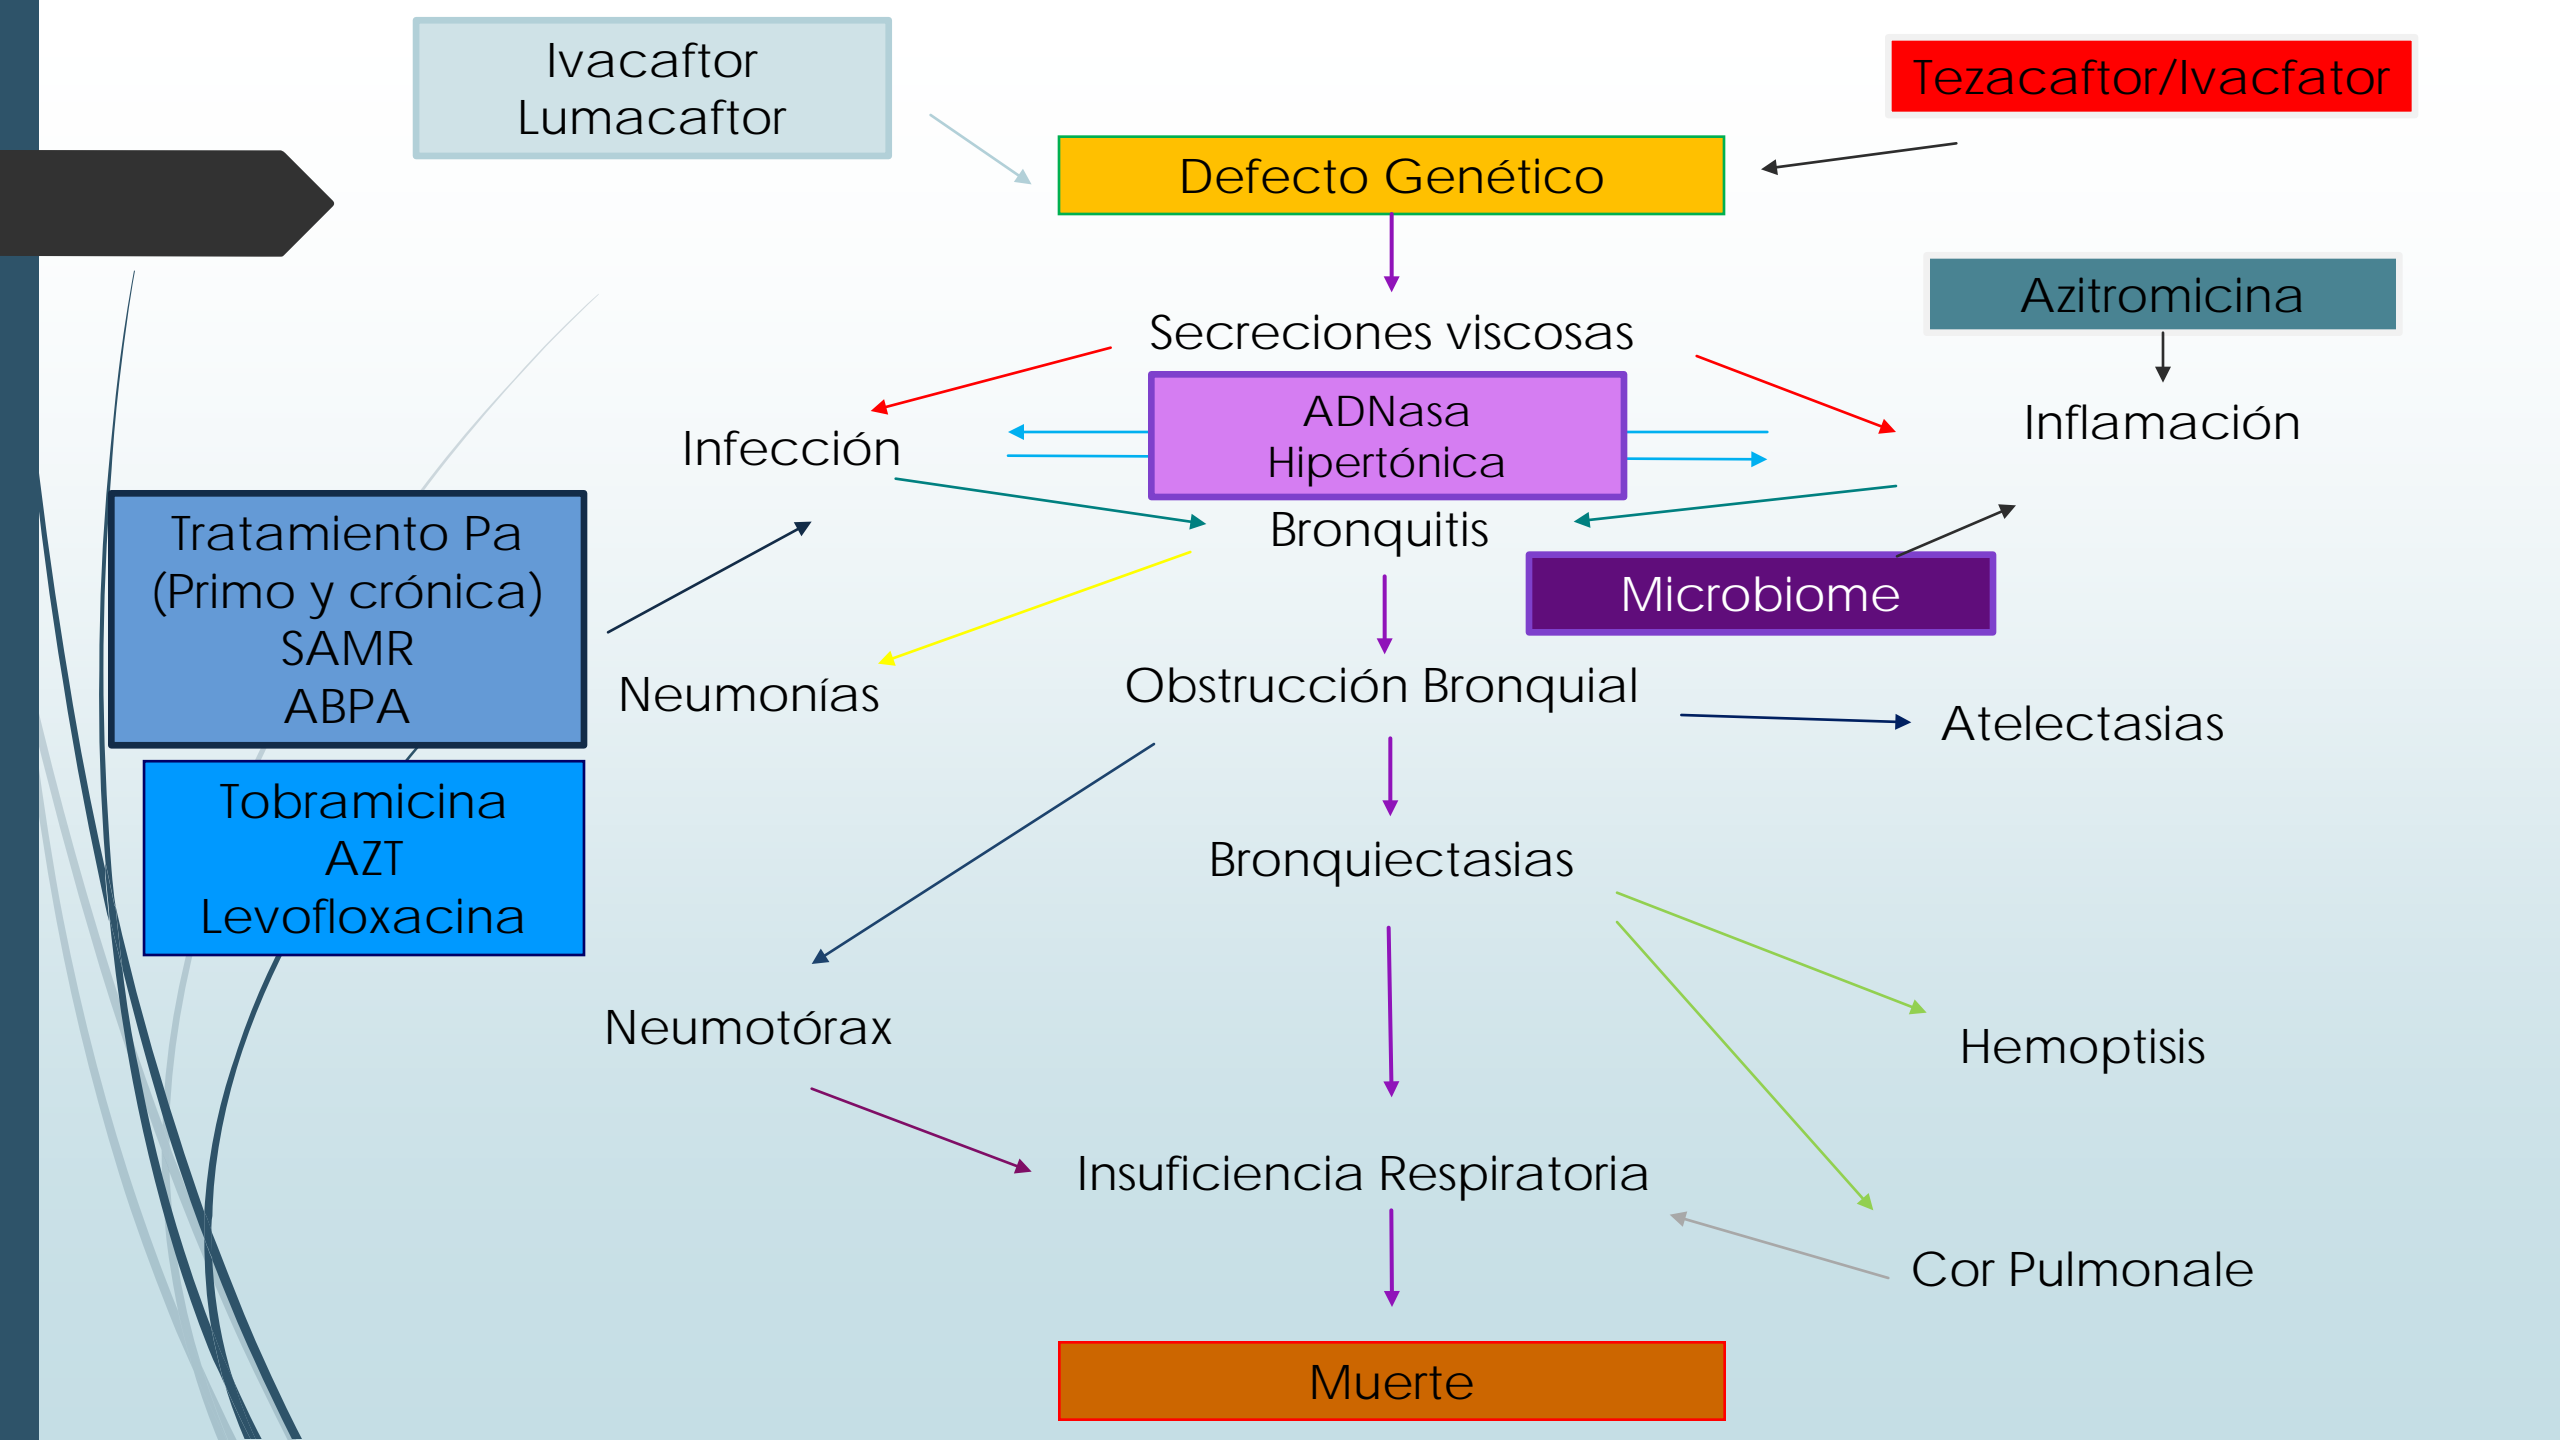 Ivacaftor
Lumacaftor
Tezacaftor/Ivacfator
Defecto Genético
Secreciones viscosas
Azitromicina
ADNasa
Hipertónica
Infección
Inflamación
Bronquitis
Tratamiento Pa
(Primo y crónica)
SAMR
ABPA
Microbiome
Neumonías
Obstrucción Bronquial
Atelectasias
Tobramicina
AZT
Levofloxacina
Bronquiectasias
Neumotórax
Hemoptisis
Insuficiencia Respiratoria
Cor Pulmonale
Muerte